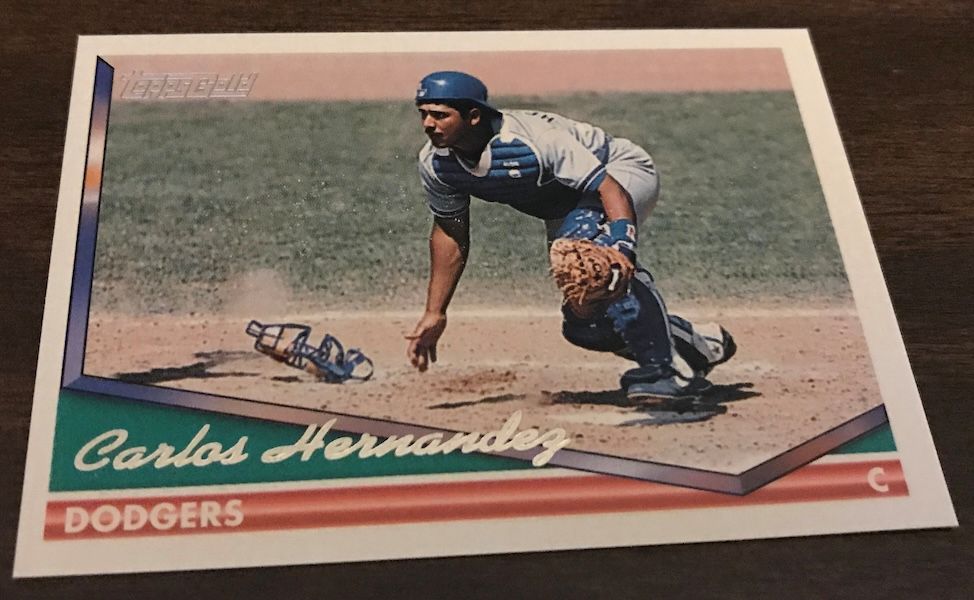 Topps Gold
Carlos Hernandez
C
DODGERS